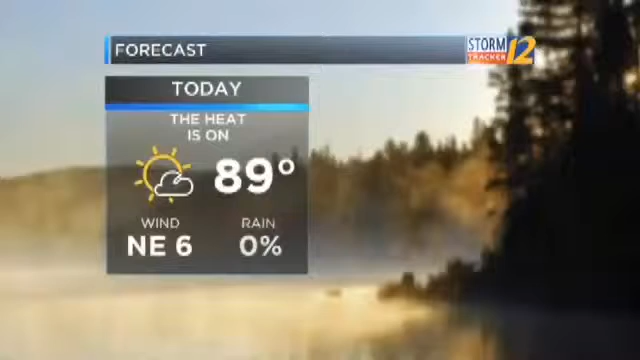 FORECAST
STORM
TRACKER
12
TODAY
THE HEAT
IS ON
89°
WIND
RAIN
NE 6
0%